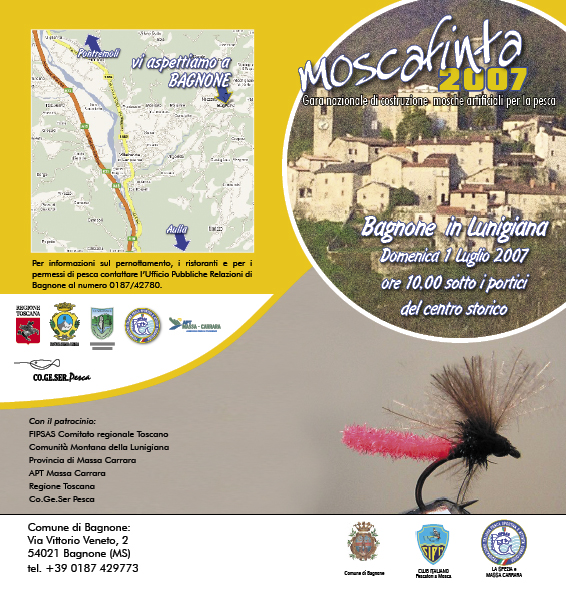 Pontremoli
vi aspettiamo a
BAGNONE
Aulla
Per informazioni sul pernottamento, i ristoranti e per i
permessi di pesca contattare l'Ufficio Pubbliche Relazioni di
Bagnone al numero 0187/42780.
moscafinta
2007
Gara nazionale di costruzione mosche artificiali per la pesca
Bagnone in Lunigiana
Domenica 1 Luglio 2007
ore 10.00 sotto i portici
del centro storico
REGIONE
TOSCANA
APT
MASSA - CARRARA
CO.GE.SER.Pesca
Con il patrocinio:
FIPSAS Comitato regionale Toscano
Comunità Montana della Lunigiana
Provincia di Massa Carrara
APT Massa Carrara
Regione Toscana
Co.Ge.Ser Pesca
Comune di Bagnone:
Via Vittorio Veneto, 2
54021 Bagnone (MS)
tel. +39 0187 429773
Comune di Bagnone
CLUB ITALIANO
Pescatori a Mosca
LA SPEZIA e
MASSA CARRARA